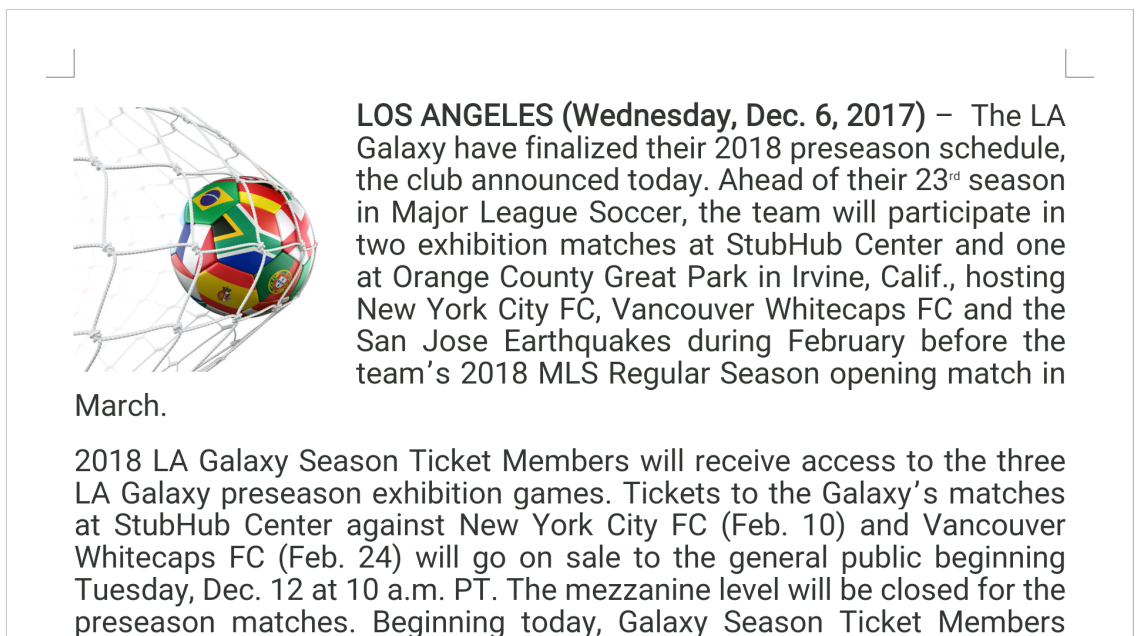 LOS ANGELES (Wednesday, Dec. 6, 2017) – The LA
Galaxy have finalized their 2018 preseason schedule,
the club announced today. Ahead of their 23rd season
in Major League Soccer, the team will participate in
two exhibition matches at StubHub Center and one
at Orange County Great Park in Irvine, Calif., hosting
New York City FC, Vancouver Whitecaps FC and the
San Jose Earthquakes during February before the
team’s 2018 MLS Regular Season opening match in
March.
2018 LA Galaxy Season Ticket Members will receive access to the three
LA Galaxy preseason exhibition games. Tickets to the Galaxy’s matches
at StubHub Center against New York City FC (Feb. 10) and Vancouver
Whitecaps FC (Feb. 24) will go on sale to the general public beginning
Tuesday, Dec. 12 at 10 a.m. PT. The mezzanine level will be closed for the
preseason matches. Beginning today, Galaxy Season Ticket Members